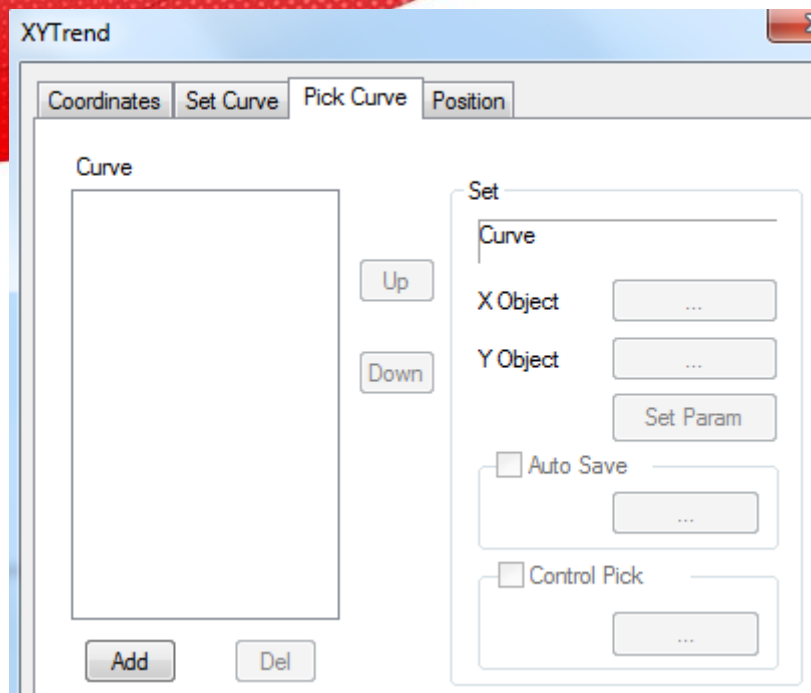 XYTrend
Coordinates Set Curve Pick Curve Position
Curve
Set
Curve
Up
X Object ...
Y Object ...
Down
Set Param
Auto Save
...
Control Pick
...
Add Del